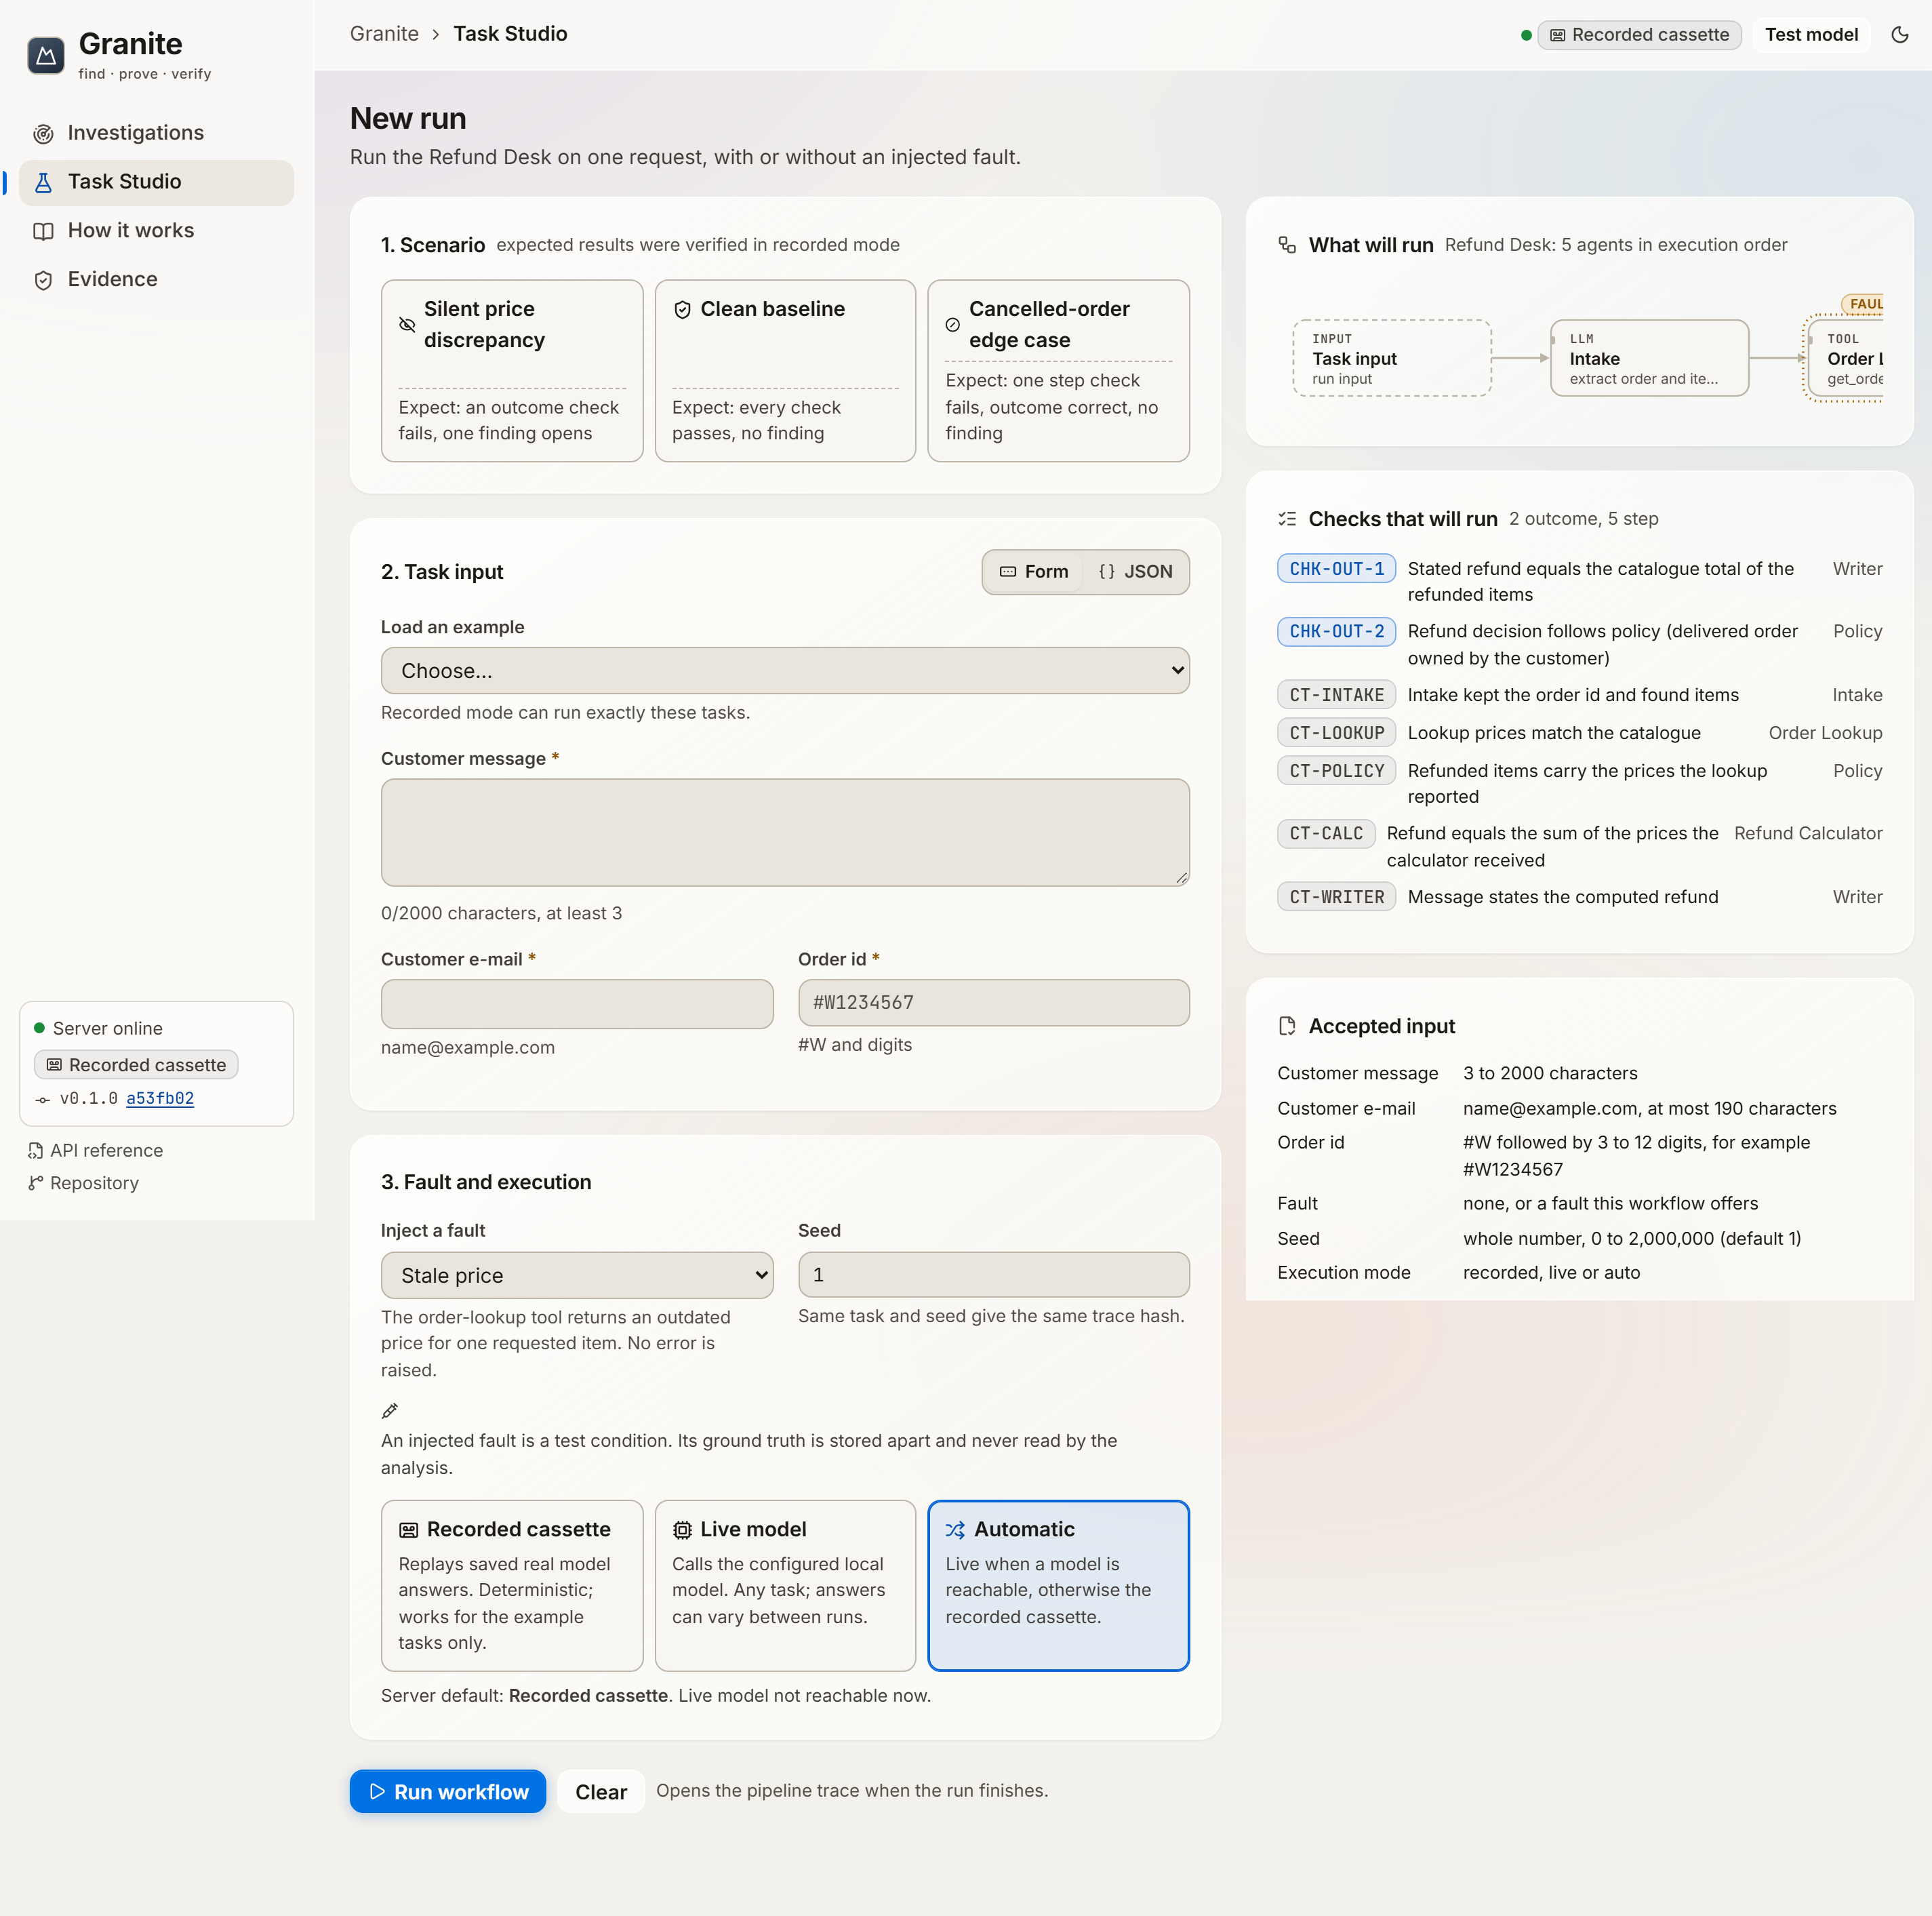 Granite
find · prove · verify
Investigations
Task Studio
How it works
Evidence
Server online
Recorded cassette
v0.1.0 a53fb02
API reference
Repository
Granite › Task Studio
Recorded cassette
Test model
New run
Run the Refund Desk on one request, with or without an injected fault.
1. Scenario expected results were verified in recorded mode
Silent price
discrepancy
Expect: an outcome check
fails, one finding opens
Clean baseline
Expect: every check
passes, no finding
Cancelled-order
edge case
Expect: one step check
fails, outcome correct, no
finding
2. Task input
Form
{} JSON
Load an example
Choose...
Recorded mode can run exactly these tasks.
Customer message *
0/2000 characters, at least 3
Customer e-mail *
name@example.com
Order id *
#W1234567
#W and digits
3. Fault and execution
Inject a fault
Stale price
The order-lookup tool returns an outdated
price for one requested item. No error is
raised.
Seed
1
Same task and seed give the same trace hash.
An injected fault is a test condition. Its ground truth is stored apart and never read by the
analysis.
Recorded cassette
Replays saved real model
answers. Deterministic;
works for the example
tasks only.
Live model
Calls the configured local
model. Any task; answers
can vary between runs.
Automatic
Live when a model is
reachable, otherwise the
recorded cassette.
Server default: Recorded cassette. Live model not reachable now.
Run workflow
Clear
Opens the pipeline trace when the run finishes.
What will run Refund Desk: 5 agents in execution order
INPUT
Task input
run input
LLM
Intake
extract order and ite...
FAUL
TOOL
Order L
get_orde
Checks that will run 2 outcome, 5 step
CHK-OUT-1 Stated refund equals the catalogue total of the Writer
refunded items
CHK-OUT-2 Refund decision follows policy (delivered order Policy
owned by the customer)
CT-INTAKE Intake kept the order id and found items Intake
CT-LOOKUP Lookup prices match the catalogue Order Lookup
CT-POLICY Refunded items carry the prices the lookup Policy
reported
CT-CALC Refund equals the sum of the prices the Refund Calculator
calculator received
CT-WRITER Message states the computed refund Writer
Accepted input
Customer message 3 to 2000 characters
Customer e-mail name@example.com, at most 190 characters
Order id #W followed by 3 to 12 digits, for example
#W1234567
Fault none, or a fault this workflow offers
Seed whole number, 0 to 2,000,000 (default 1)
Execution mode recorded, live or auto